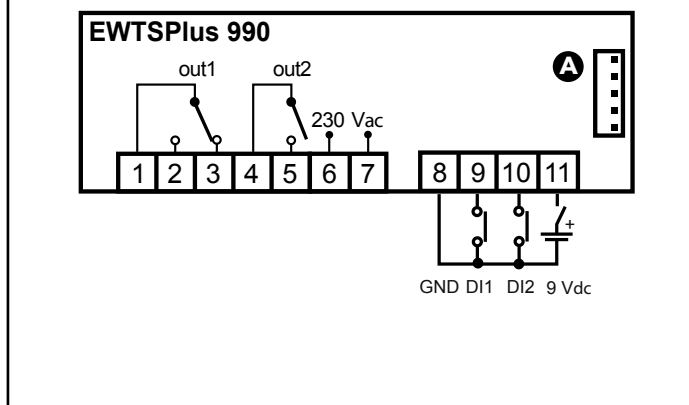 EWTSPlus 990
out1 out2
A
230 Vac
1 2 3 4 5 6 7 8 9 10 11
+
GND DI1 DI2 9 Vdc